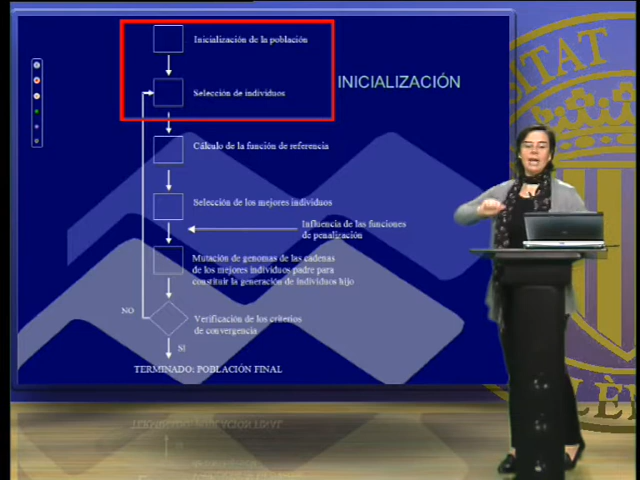 Inicialización de la población
INICIALIZACIÓN
Selección de individuos
Cálculo de la función de referencia
Selección de los mejores individuos
Influencia de las funciones
de penalización
Mutación de genomas de las cadenas
de los mejores individuos padre para
constituir la generación de individuos hijo
NO
Verificación de los criterios
de convergencia
SI
TERMINADO: POBLACIÓN FINAL